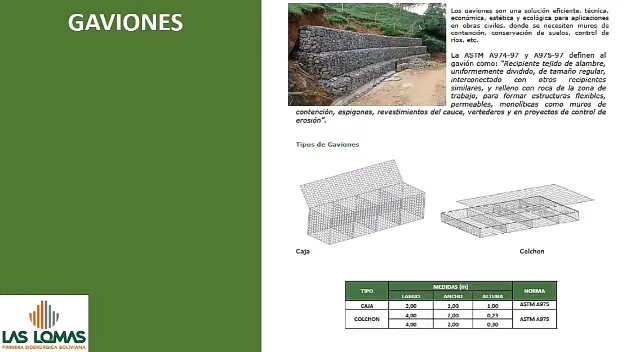 GAVIONES
Los gaviones son una solución eficiente, técnica,
económica, estética y ecológica para aplicaciones
en obras civiles, donde se necesiten muros de
contención, conservación de suelos, control de
ríos, etc.
La ASTM A974-97 y A975-97 definen al
gavión como: "Recipiente tejido de alambre,
uniformemente dividido, de tamaño regular,
interconectado con otros recipientes
similares, y relleno con roca de la zona de
trabajo, para formar estructuras flexibles,
permeables, monolíticas como muros de
contención, espigones, revestimientos del cauce, vertederos y en proyectos de control de
erosión".
Tipos de Gaviones
Caja Colchon
TIPO MEDIDAS (m) NORMA
LARGO ANCHO ALTURA
CAJA 2,00 1,00 1,00 ASTM A975
COLCHON 4,00 2,00 0,23 ASTM A975
4,00 2,00 0,30
LAS LOMAS
PRIMERA SIDERÚRGICA BOLIVIANA